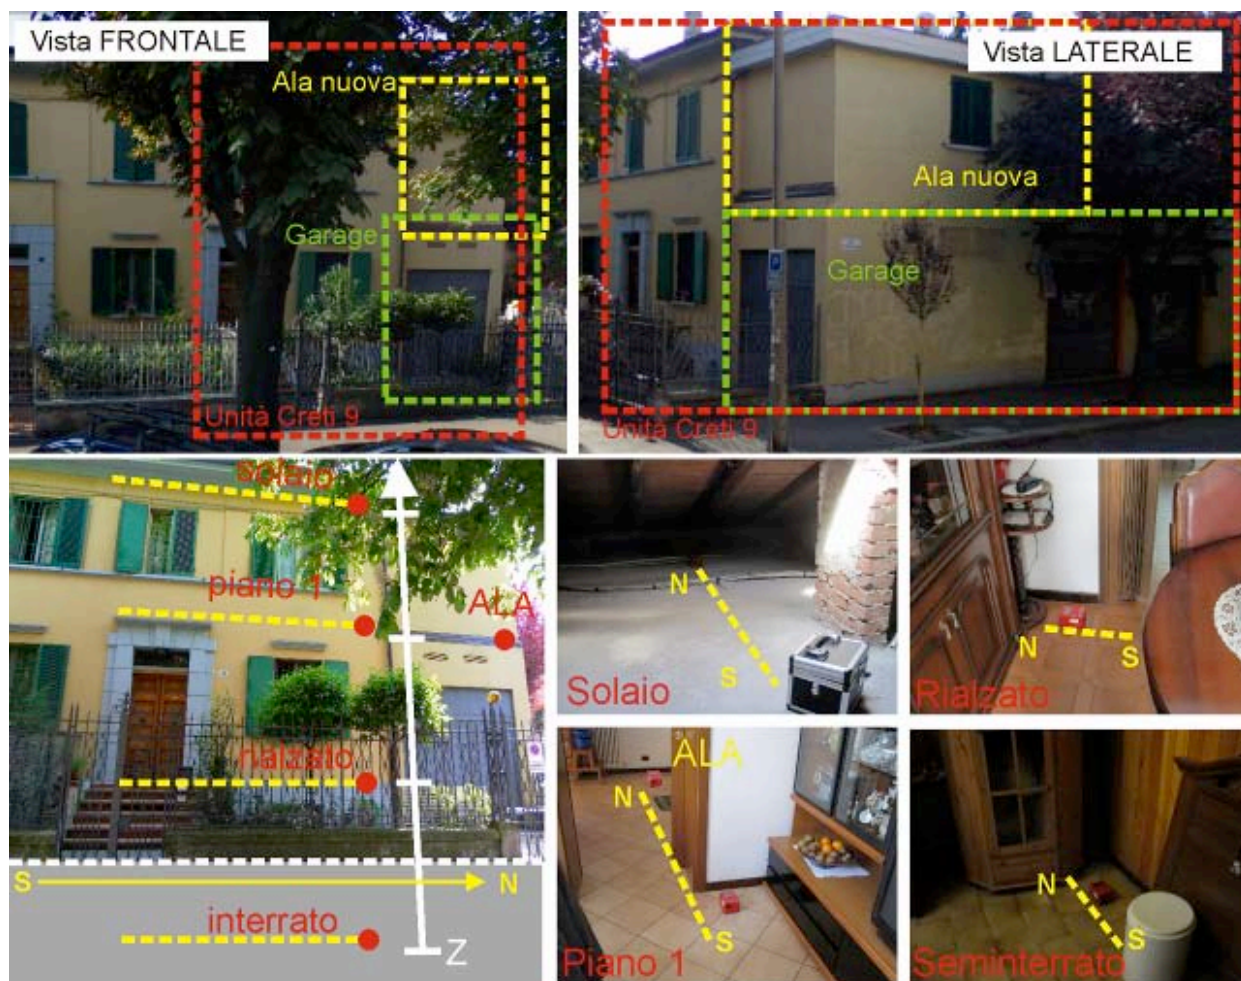 Vista FRONTALE
Ala nuova
Garage
Unità Creti 9
Vista LATERALE
Ala nuova
Garage
Unità Creti 9
solaio
piano 1
ALA
rialzato
S
N
interrato
Z
N
S
Solaio
N
S
Rialzato
ALA
N
S
Piano 1
N
S
Seminterrato